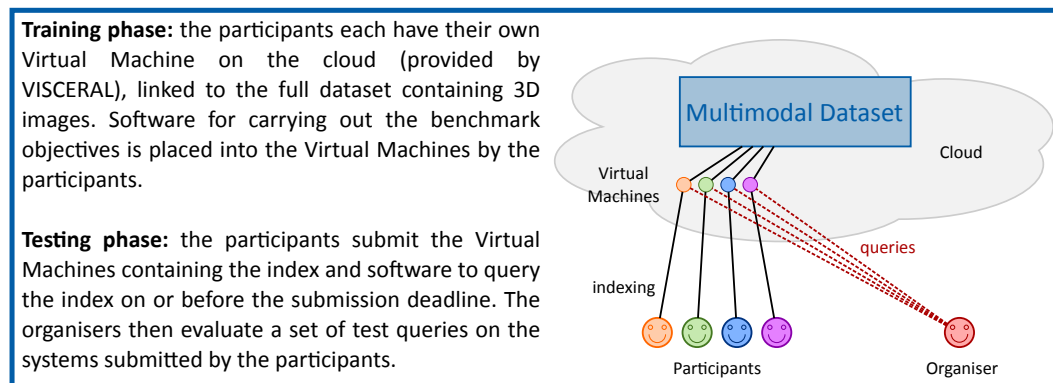 Training phase: the participants each have their own
Virtual Machine on the cloud (provided by
VISCERAL), linked to the full dataset containing 3D
images. Software for carrying out the benchmark
objectives is placed into the Virtual Machines by the
participants.
Testing phase: the participants submit the Virtual
Machines containing the index and software to query
the index on or before the submission deadline. The
organisers then evaluate a set of test queries on the
systems submitted by the participants.
Multimodal Dataset
Cloud
Virtual
Machines
queries
indexing
Participants
Organiser